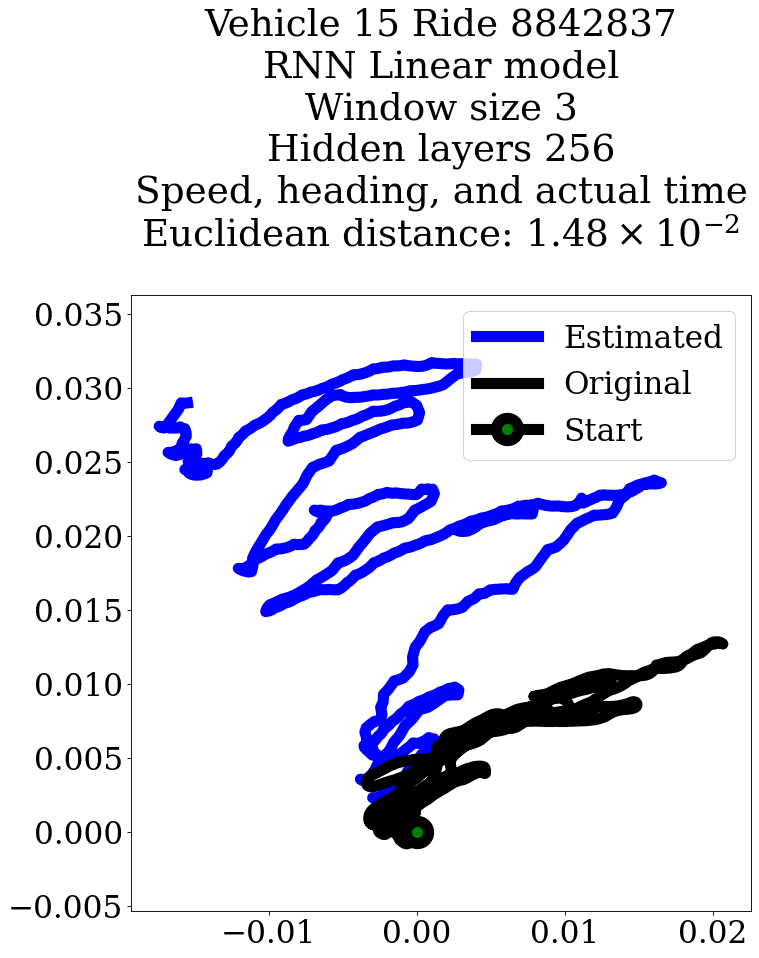 Vehicle 15 Ride 8842837
RNN Linear model
Window size 3
Hidden layers 256
Speed, heading, and actual time
Euclidean distance: 1.48 × 10⁻²
Estimated
Original
Start
0.035
0.030
0.025
0.020
0.015
0.010
0.005
0.000
−0.005
−0.01 0.00 0.01 0.02